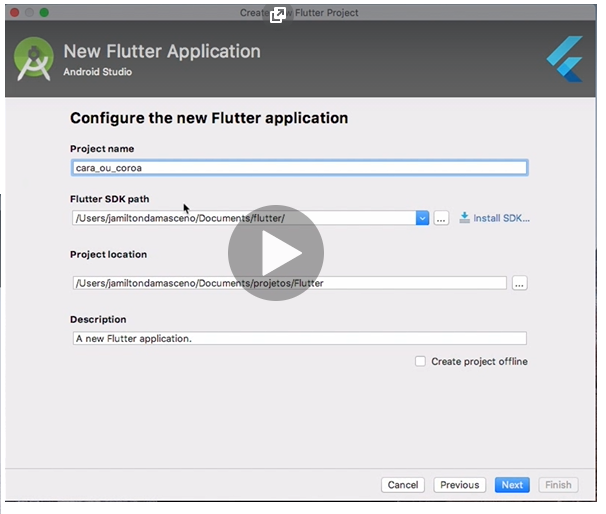 Create New Flutter Project
New Flutter Application
Android Studio
Configure the new Flutter application
Project name
cara_ou_coroa
Flutter SDK path
/Users/jamiltondamasceno/Documents/flutter/
...
Install SDK...
Project location
/Users/jamiltondamasceno/Documents/projetos/Flutter
...
Description
A new Flutter application.
Create project offline
Cancel
Previous
Next
Finish